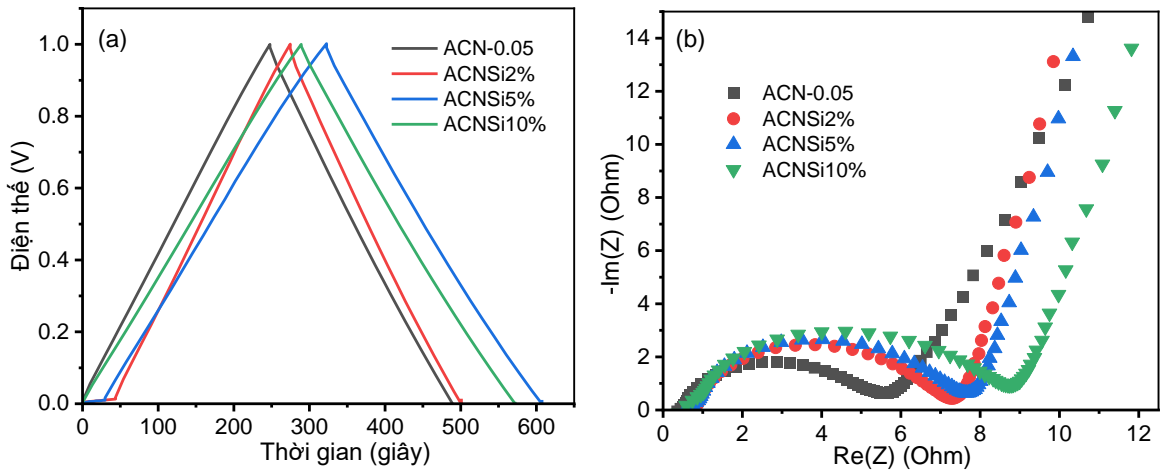 (a)
ACN-0.05
ACNSi2%
ACNSi5%
ACNSi10%
Điện thế (V)
1.0
0.8
0.6
0.4
0.2
0.0
0 100 200 300 400 500 600
Thời gian (giây)
(b)
ACN-0.05
ACNSi2%
ACNSi5%
ACNSi10%
-Im(Z) (Ohm)
14
12
10
8
6
4
2
0
0 2 4 6 8 10 12
Re(Z) (Ohm)